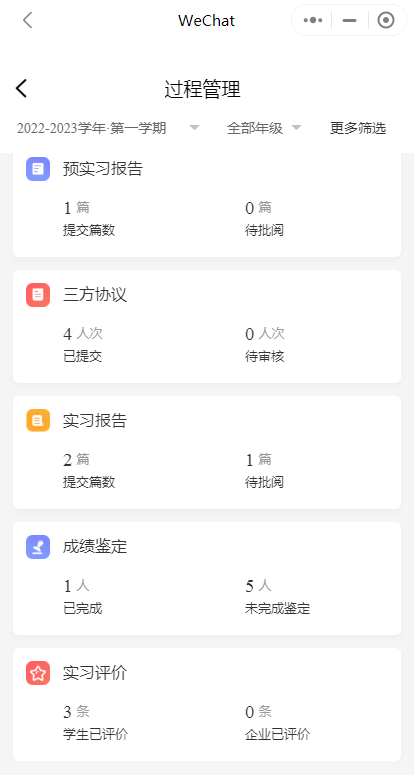 WeChat
过程管理
2022-2023学年·第一学期 全部年级 更多筛选
预实习报告
1 篇 0 篇
提交篇数 待批阅
三方协议
4 人次 0 人次
已提交 待审核
实习报告
2 篇 1 篇
提交篇数 待批阅
成绩鉴定
1 人 5 人
已完成 未完成鉴定
实习评价
3 条 0 条
学生已评价 企业已评价